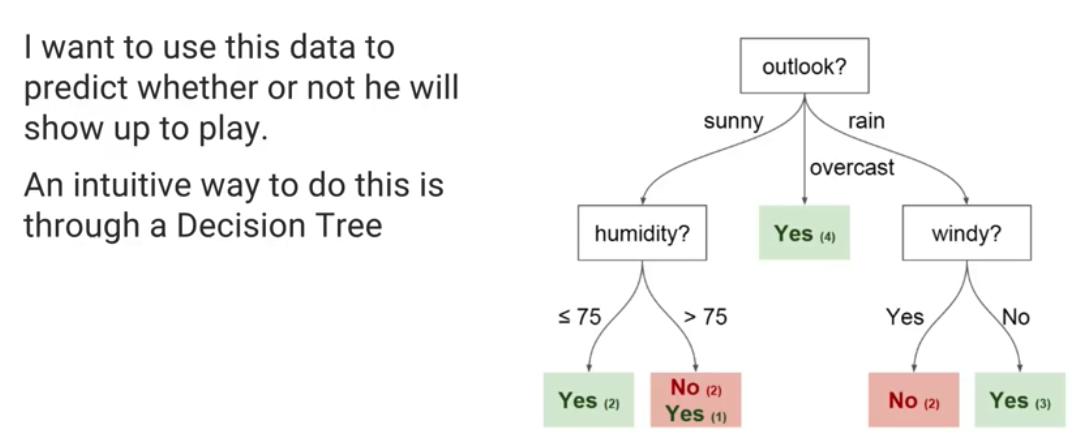 I want to use this data to
predict whether or not he will
show up to play.
An intuitive way to do this is
through a Decision Tree
outlook?
sunny
rain
overcast
humidity?
Yes (4)
windy?
≤ 75
> 75
Yes
No
Yes (2)
No (2)
Yes (1)
No (2)
Yes (3)